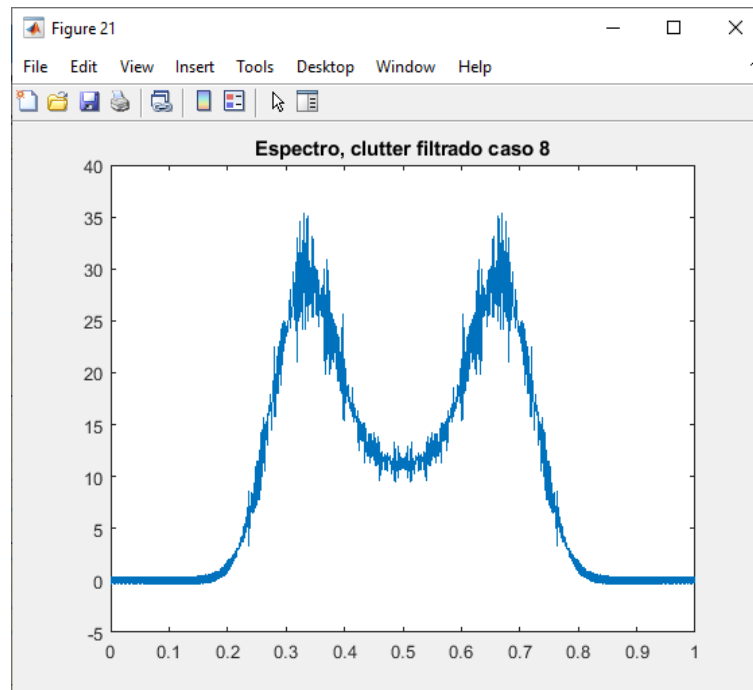 Figure 21
File Edit View Insert Tools Desktop Window Help
Espectro, clutter filtrado caso 8
40
35
30
25
20
15
10
5
0
-5
0 0.1 0.2 0.3 0.4 0.5 0.6 0.7 0.8 0.9 1